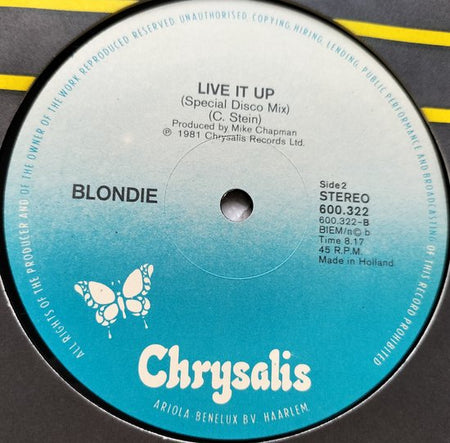 ALL RIGHTS OF THE PRODUCER AND OF THE OWNER OF THE WORK REPRODUCED RESERVED. UNAUTHORISED COPYING, HIRING, LENDING, PUBLIC PERFORMANCE AND BROADCASTING OF THIS RECORD PROHIBITED
LIVE IT UP
(Special Disco Mix)
(C. Stein)
Produced by Mike Chapman
℗ 1981 Chrysalis Records Ltd.
BLONDIE
Side 2
STEREO
600.322
600.322-B
BIEM/n© b
Time 8.17
45 R.P.M.
Made in Holland
Chrysalis
ARIOLA BENELUX B.V. HAARLEM